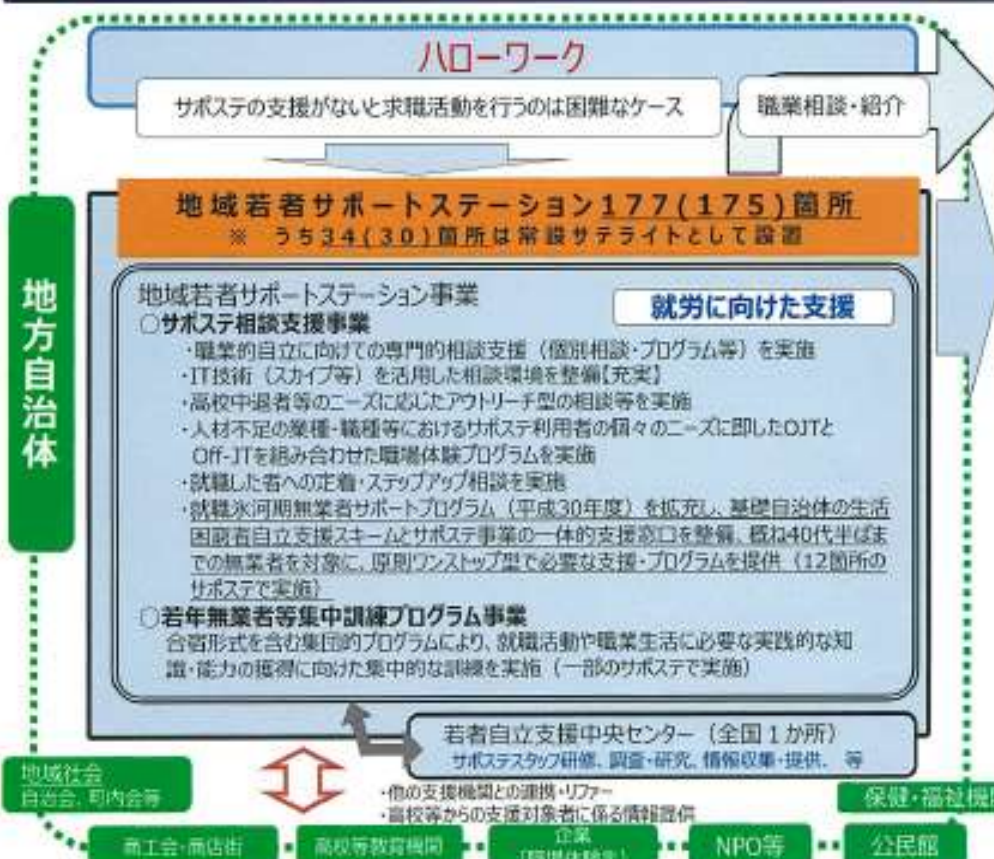 ハローワーク
サポステの支援がないと求職活動を行うのは困難なケース
職業相談・紹介
地域若者サポートステーション177(175)箇所
※ うち34(30)箇所は常設サテライトとして設置
地方自治体
地域若者サポートステーション事業
就労に向けた支援
○サポステ相談支援事業
・職業的自立に向けての専門的相談支援（個別相談・プログラム等）を実施
・IT技術（スカイプ等）を活用した相談環境を整備【充実】
・高校中退者等のニーズに応じたアウトリーチ型の相談等を実施
・人材不足の業種・職種等におけるサポステ利用者の個々のニーズに即したOJTと
Off-JTを組み合わせた職場体験プログラムを実施
・就職した者への定着・ステップアップ相談を実施
・就職氷河期無業者サポートプログラム（平成30年度）を拡充し、基礎自治体の生活
困窮者自立支援スキームとサポステ事業の一体的支援窓口を整備、概ね40代半ばま
での無業者を対象に、原則ワンストップ型で必要な支援・プログラムを提供（12箇所の
サポステで実施）
○若年無業者等集中訓練プログラム事業
合宿形式を含む集団的プログラムにより、就職活動や職業生活に必要な実践的な知
識・能力の獲得に向けた集中的な訓練を実施（一部のサポステで実施）
若者自立支援中央センター（全国１か所）
サポステスタッフ研修、調査・研究、情報収集・提供、 等
地域社会
自治会、町内会等
・他の支援機関との連携・リファー
・高校等からの支援対象者に係る情報提供
保健・福祉機関
商工会・商店街
高校等教育機関
企業
（職場体験先）
NPO等
公民館